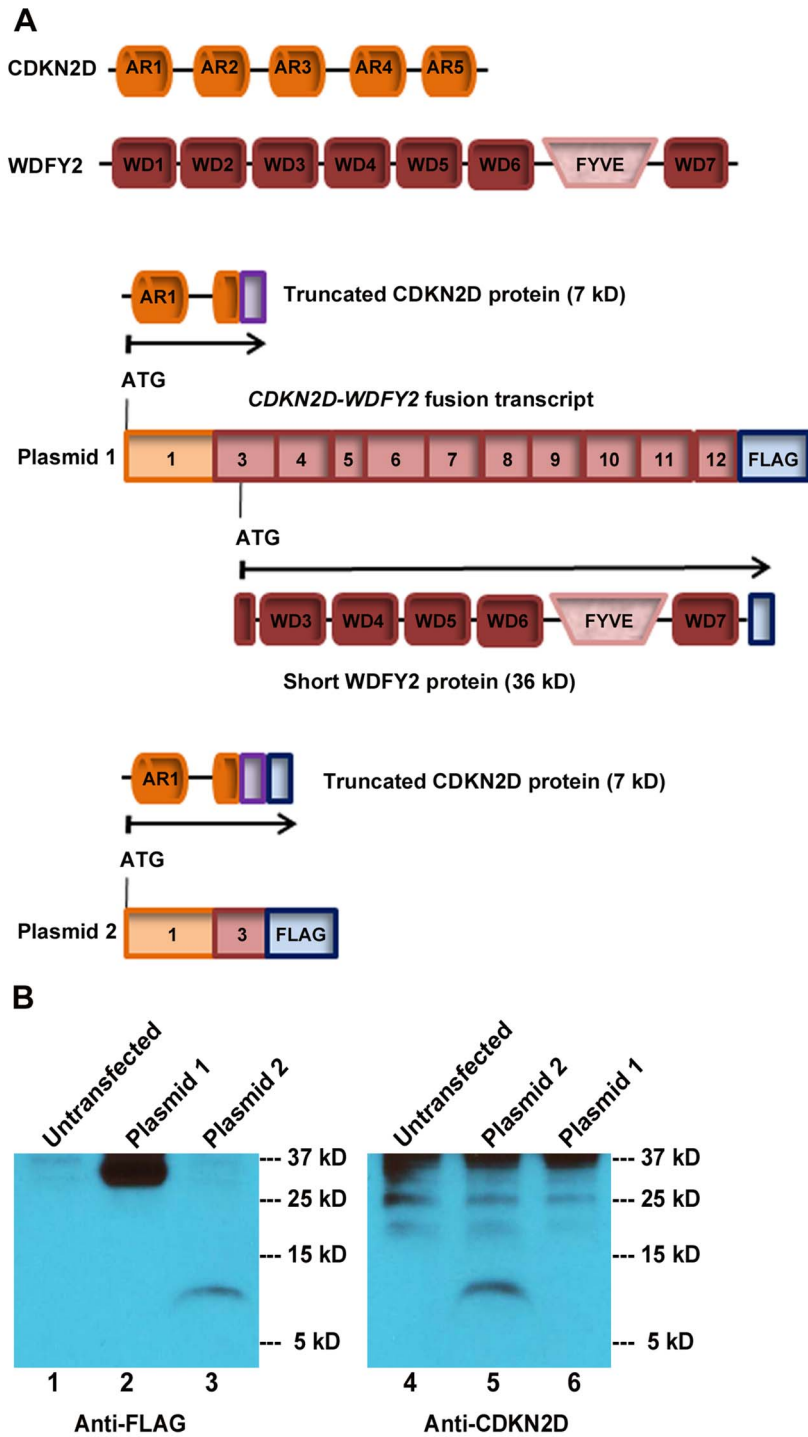 A
CDKN2D AR1 AR2 AR3 AR4 AR5
WDFY2 WD1 WD2 WD3 WD4 WD5 WD6 FYVE WD7
AR1 Truncated CDKN2D protein (7 kD)
ATG
CDKN2D-WDFY2 fusion transcript
Plasmid 1 1 3 4 5 6 7 8 9 10 11 12 FLAG
ATG
WD3 WD4 WD5 WD6 FYVE WD7
Short WDFY2 protein (36 kD)
AR1 Truncated CDKN2D protein (7 kD)
ATG
Plasmid 2 1 3 FLAG
B
Untransfected Plasmid 1 Plasmid 2
--- 37 kD
--- 25 kD
--- 15 kD
--- 5 kD
1 2 3
Anti-FLAG
Untransfected Plasmid 2 Plasmid 1
--- 37 kD
--- 25 kD
--- 15 kD
--- 5 kD
4 5 6
Anti-CDKN2D